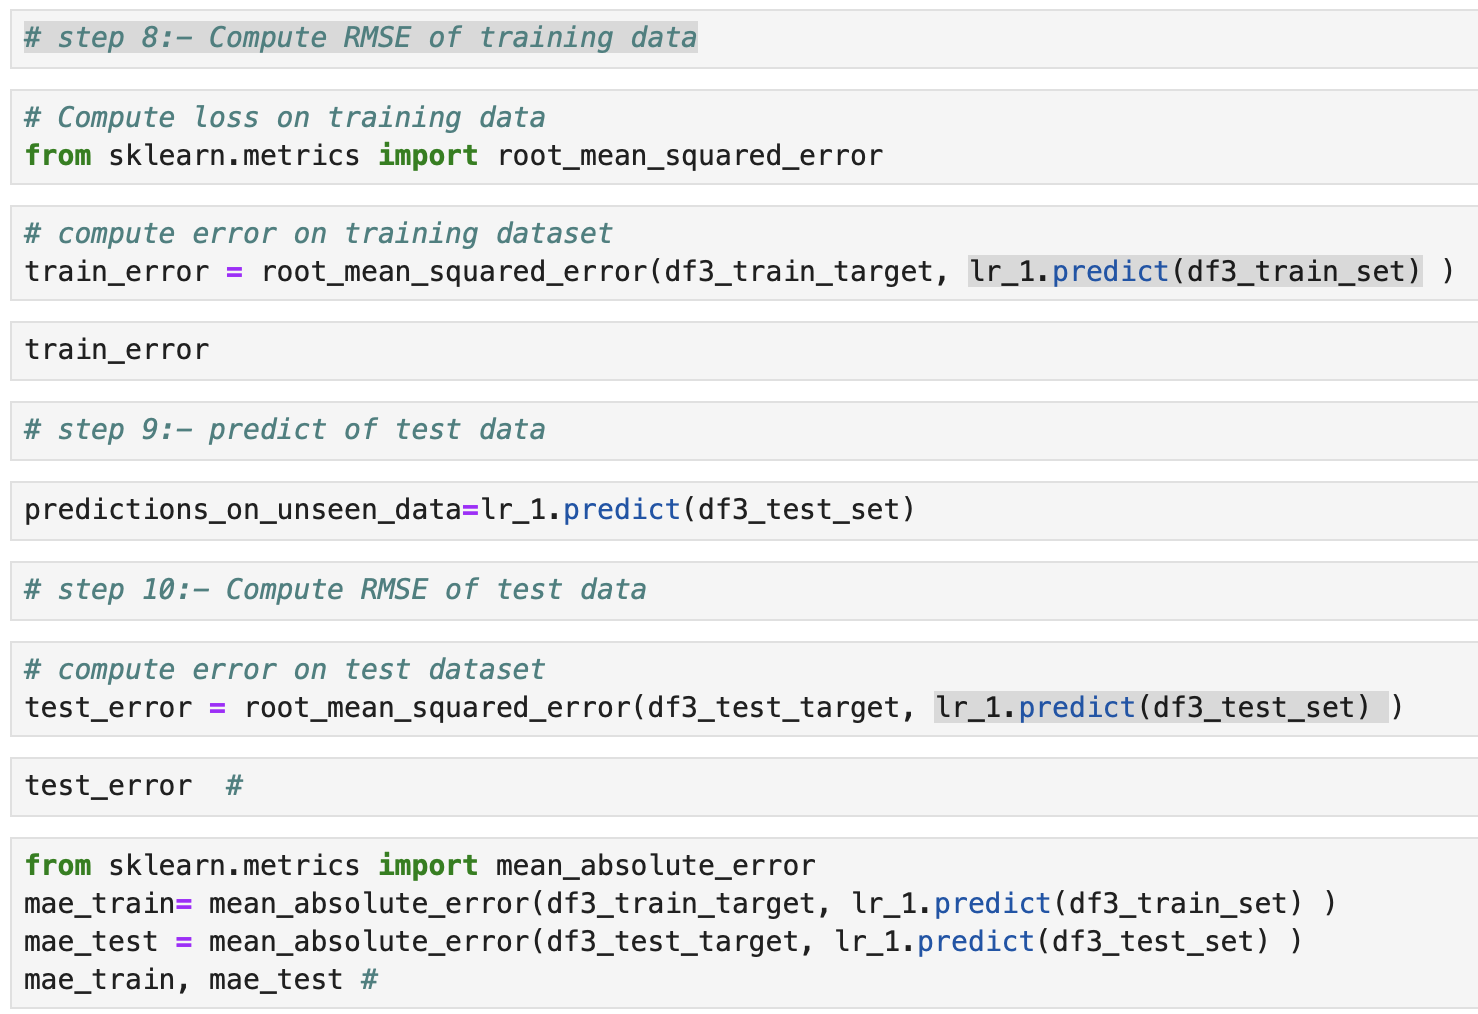 # step 8:- Compute RMSE of training data
# Compute loss on training data
from sklearn.metrics import root_mean_squared_error
# compute error on training dataset
train_error = root_mean_squared_error(df3_train_target, lr_1.predict(df3_train_set) )
train_error
# step 9:- predict of test data
predictions_on_unseen_data=lr_1.predict(df3_test_set)
# step 10:- Compute RMSE of test data
# compute error on test dataset
test_error = root_mean_squared_error(df3_test_target, lr_1.predict(df3_test_set) )
test_error  #
from sklearn.metrics import mean_absolute_error
mae_train= mean_absolute_error(df3_train_target, lr_1.predict(df3_train_set) )
mae_test = mean_absolute_error(df3_test_target, lr_1.predict(df3_test_set) )
mae_train, mae_test #